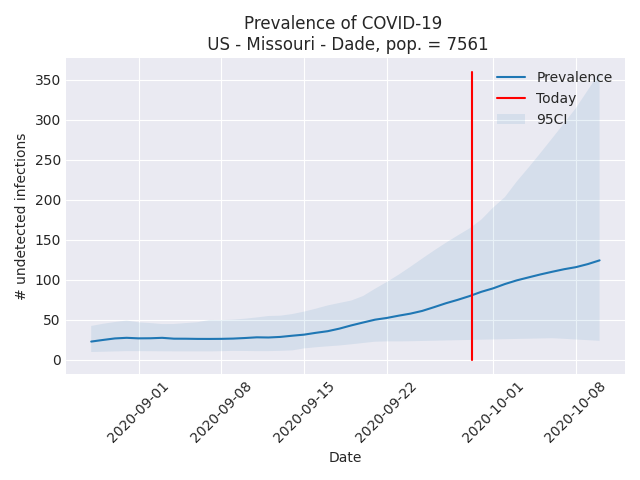 Prevalence of COVID-19
US - Missouri - Dade, pop. = 7561
Prevalence
Today
95CI
350
300
250
200
150
100
50
0
# undetected infections
2020-09-01
2020-09-08
2020-09-15
2020-09-22
2020-10-01
2020-10-08
Date